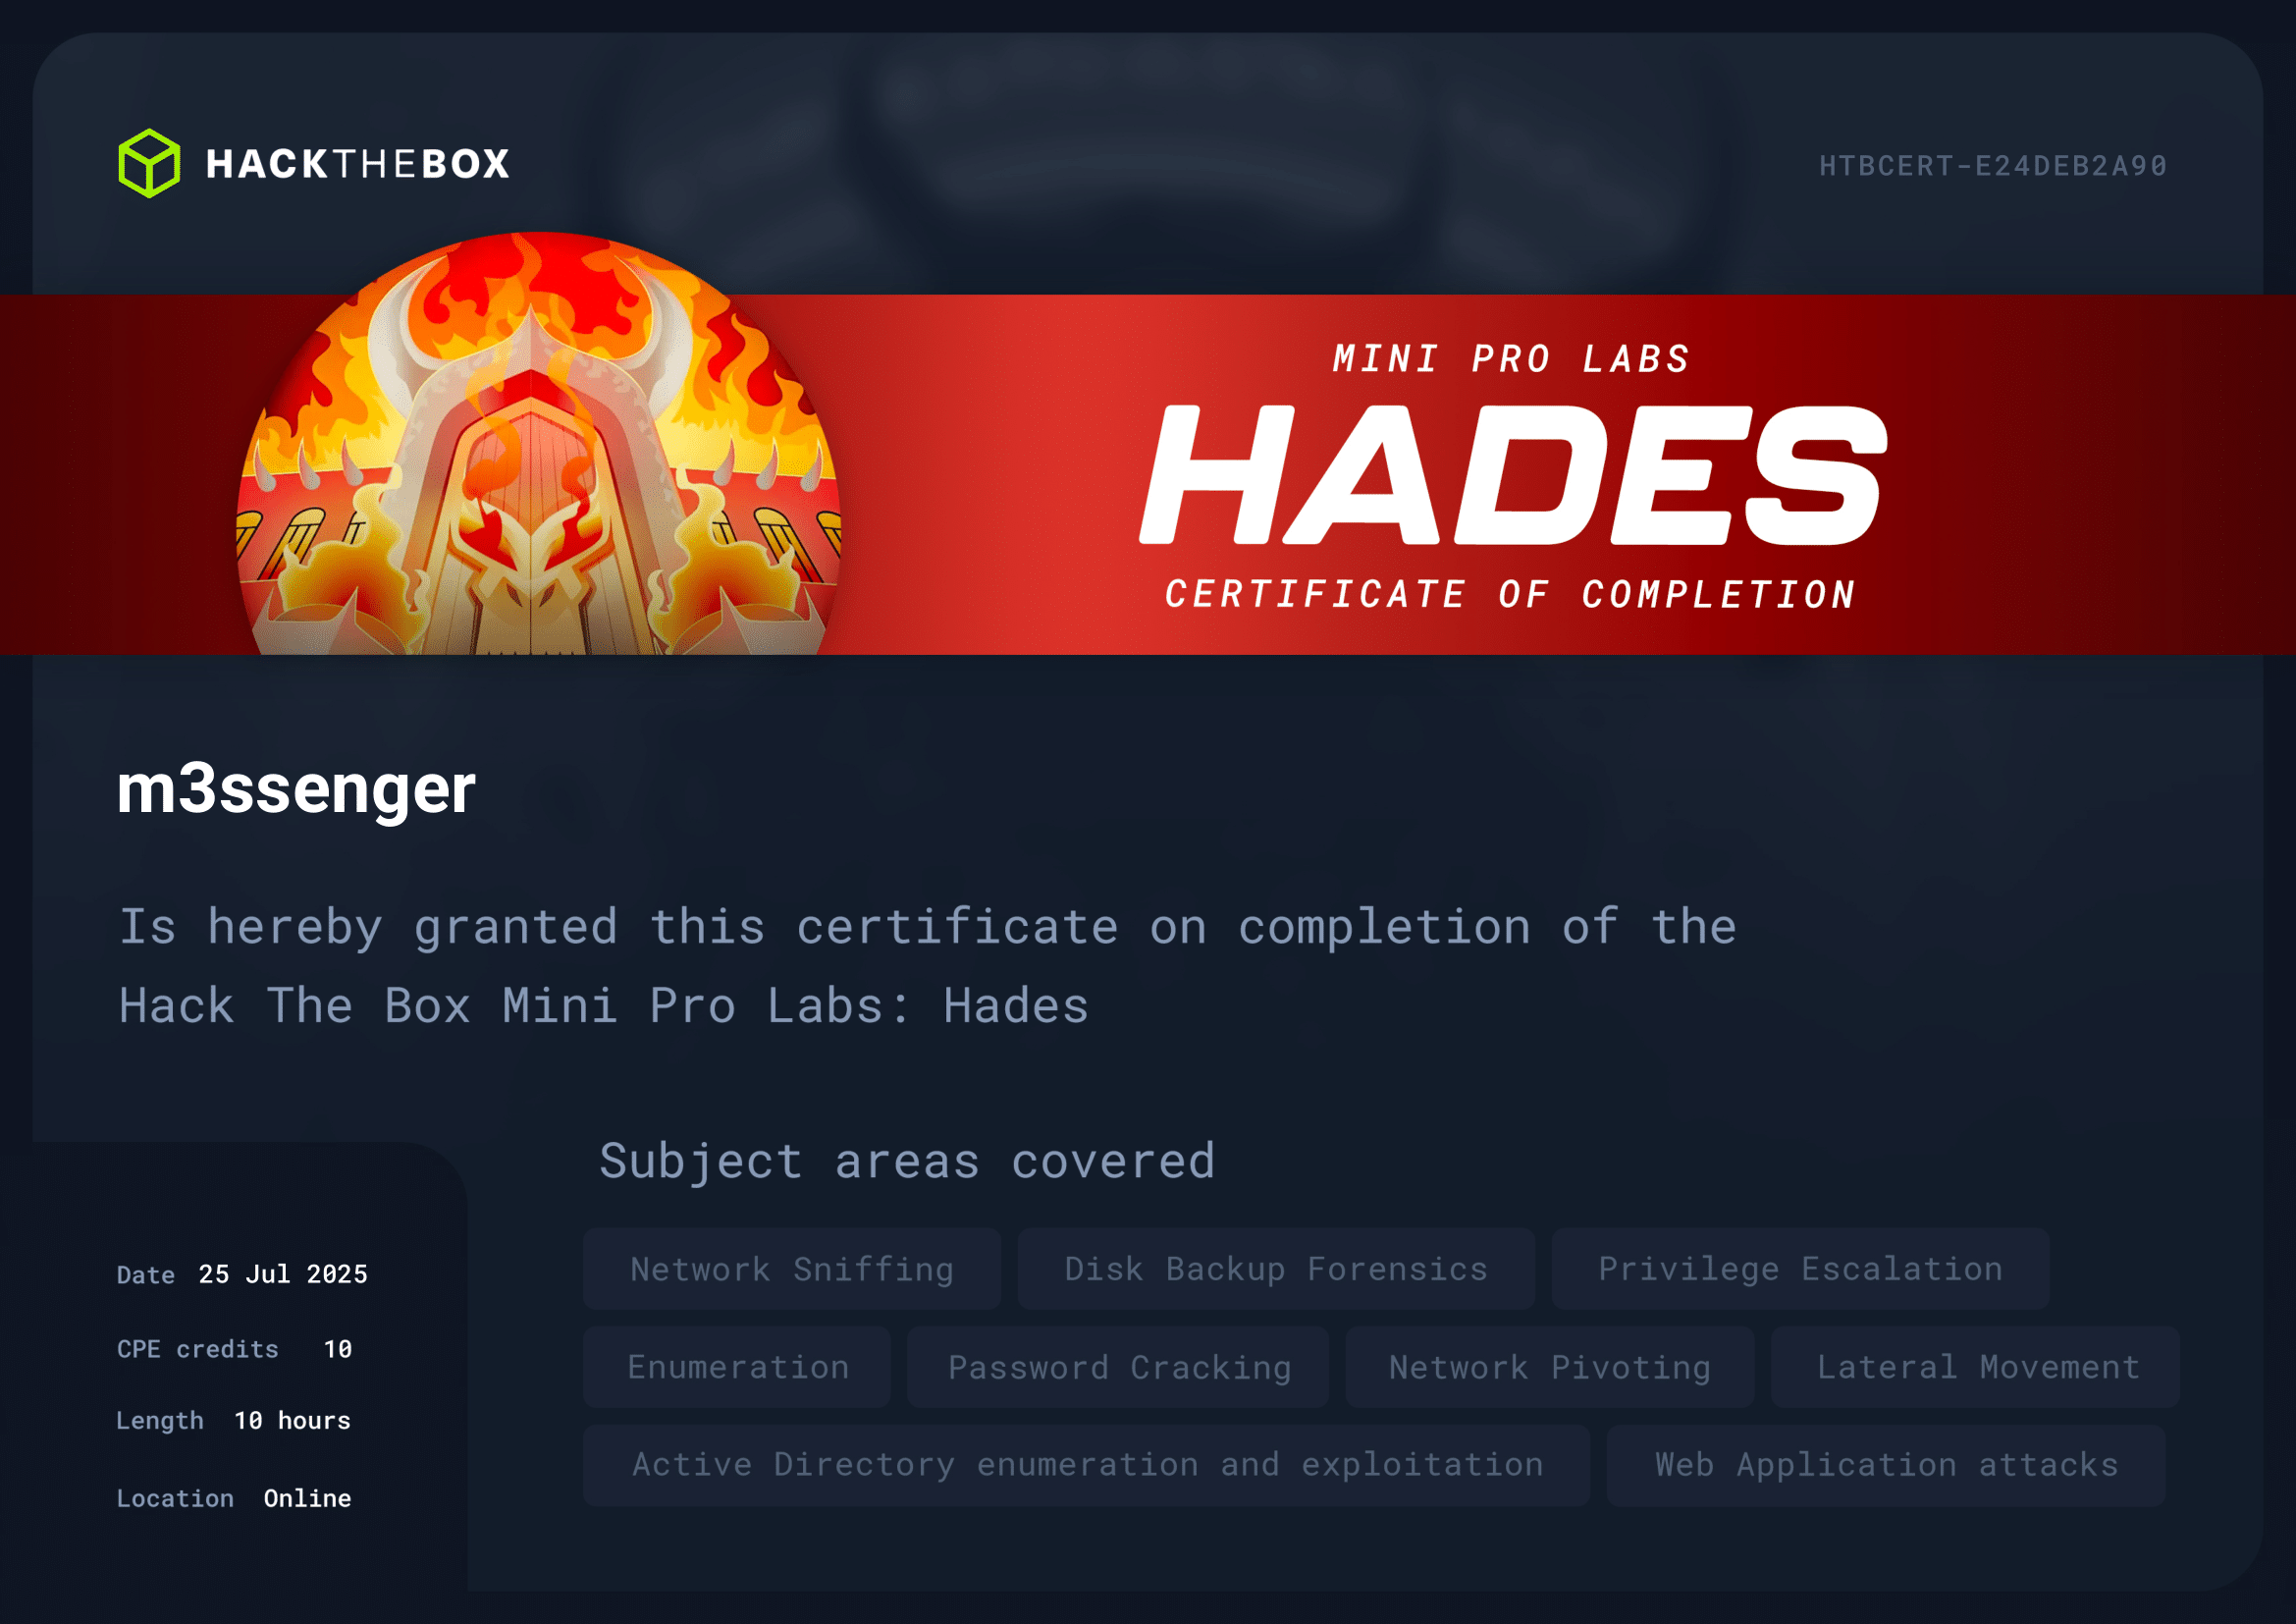 HACKTHEBOX
HTBCERT-E24DEB2A90
MINI PRO LABS
HADES
CERTIFICATE OF COMPLETION
m3ssenger
Is hereby granted this certificate on completion of the
Hack The Box Mini Pro Labs: Hades
Subject areas covered
Network Sniffing Disk Backup Forensics Privilege Escalation
Enumeration Password Cracking Network Pivoting Lateral Movement
Active Directory enumeration and exploitation Web Application attacks
Date 25 Jul 2025
CPE credits 10
Length 10 hours
Location Online